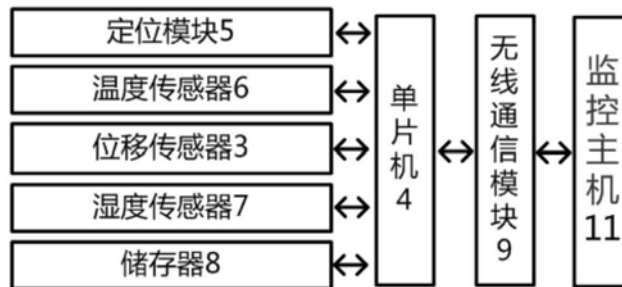 定位模块5
温度传感器6
位移传感器3
湿度传感器7
储存器8
单片机4
无线通信模块9
监控主机11